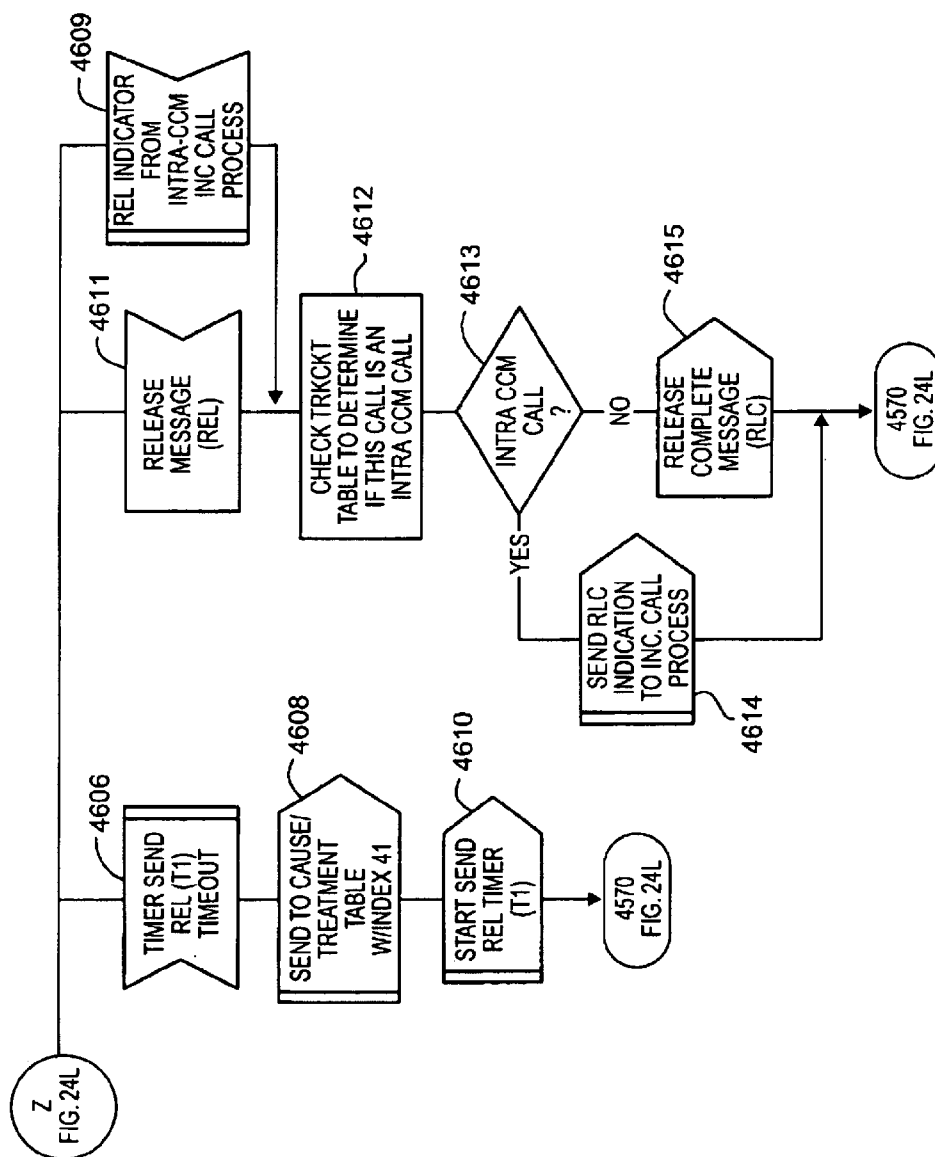 Z
FIG. 24L
4606
TIMER SEND
REL (T1)
TIMEOUT
4608
SEND TO CAUSE/
TREATMENT
TABLE
W/INDEX 41
4610
START SEND
REL TIMER
(T1)
4570
FIG. 24L
4611
RELEASE
MESSAGE
(REL)
4609
REL INDICATOR
FROM
INTRA-CCM
INC CALL
PROCESS
4612
CHECK TRKCKT
TABLE TO DETERMINE
IF THIS CALL IS AN
INTRA CCM CALL
4613
INTRA CCM
CALL
?
YES
NO
SEND RLC
INDICATION
TO INC. CALL
PROCESS
4614
4615
RELEASE
COMPLETE
MESSAGE
(RLC)
4570
FIG. 24L